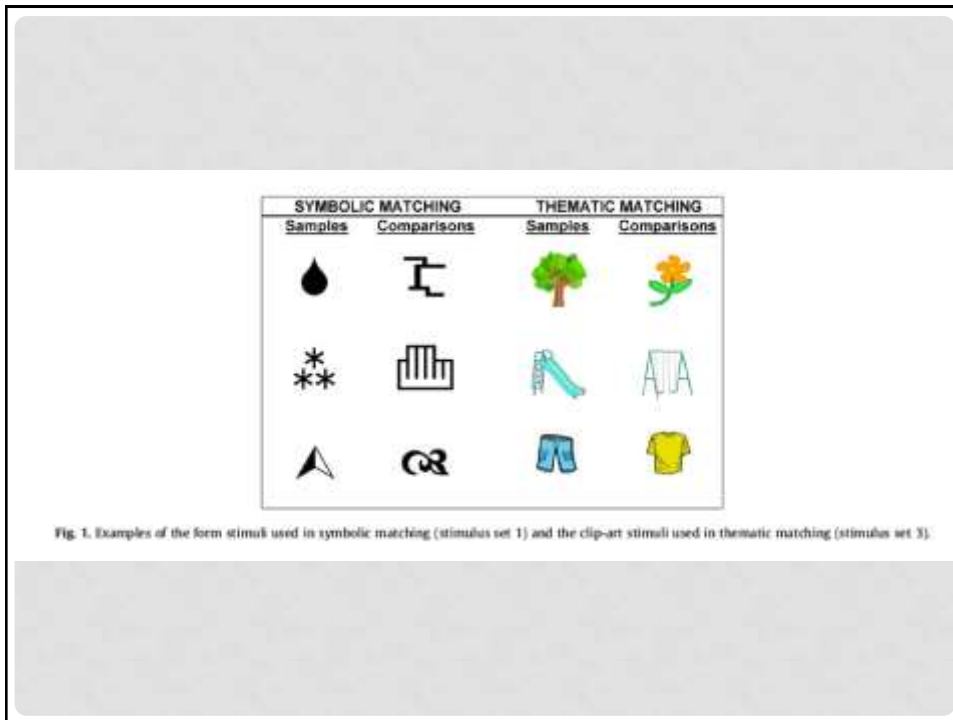 SYMBOLIC MATCHING THEMATIC MATCHING
Samples Comparisons Samples Comparisons
Fig. 1. Examples of the form stimuli used in symbolic matching (stimulus set 1) and the clip-art stimuli used in thematic matching (stimulus set 3).